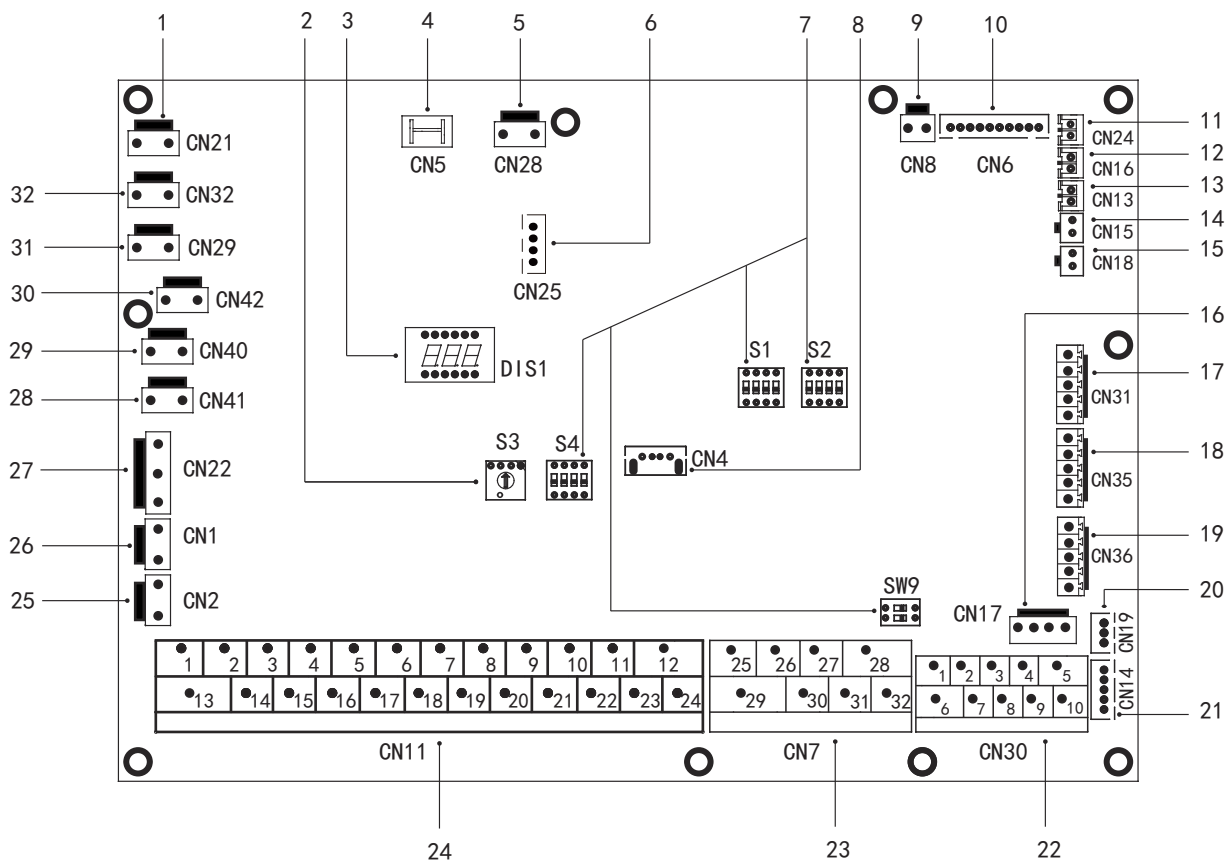 1 2 3 4 5 6 7 8 9 10
CN21
CN5
CN28
CN8
CN6
CN24
11
CN16
12
CN13
13
CN15
14
CN18
15
32
CN32
31
CN29
30
CN42
CN25
16
29
CN40
DIS1
S1
S2
28
CN41
CN31
17
27
CN22
S3
S4
CN4
CN35
18
26
CN1
CN36
19
25
CN2
SW9
CN17
CN19
20
1 2 3 4 5 6 7 8 9 10 11 12
25 26 27 28
1 2 3 4 5
13 14 15 16 17 18 19 20 21 22 23 24
29 30 31 32
6 7 8 9 10
CN14
21
CN11
CN7
CN30
24
23
22